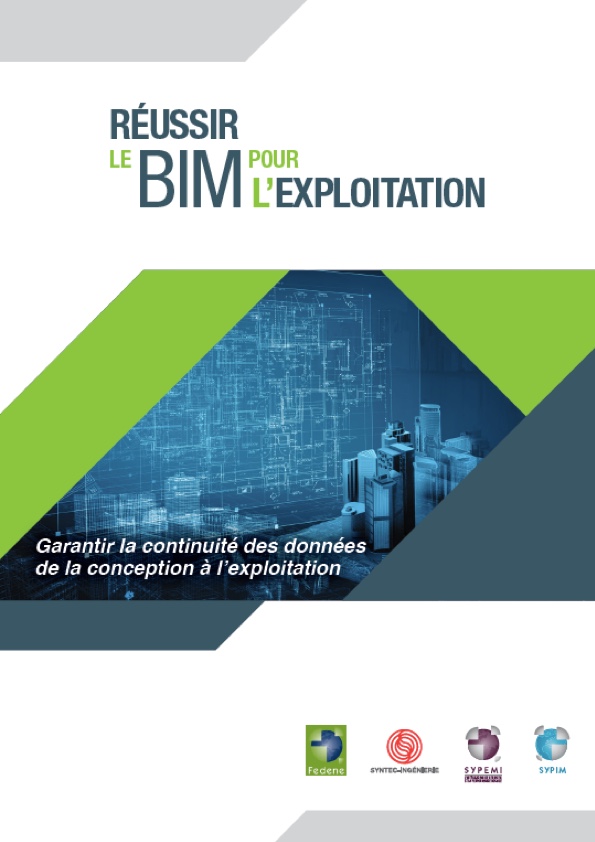 RÉUSSIR
LE BIM POUR
L'EXPLOITATION
Garantir la continuité des données
de la conception à l'exploitation
Fedene
SYNTEC-INGÉNIERIE
SYPEMI
SYPIM